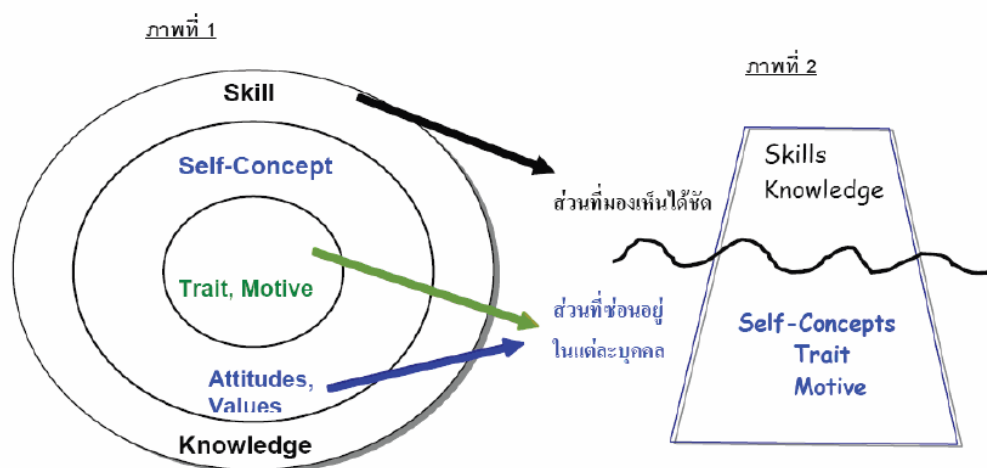 ภาพที่ 1
Skill
Self-Concept
Trait, Motive
Attitudes,
Values
Knowledge
ส่วนที่มองเห็นได้ชัด
ส่วนที่ซ่อนอยู่
ในแต่ละบุคคล
ภาพที่ 2
Skills
Knowledge
Self-Concepts
Trait
Motive